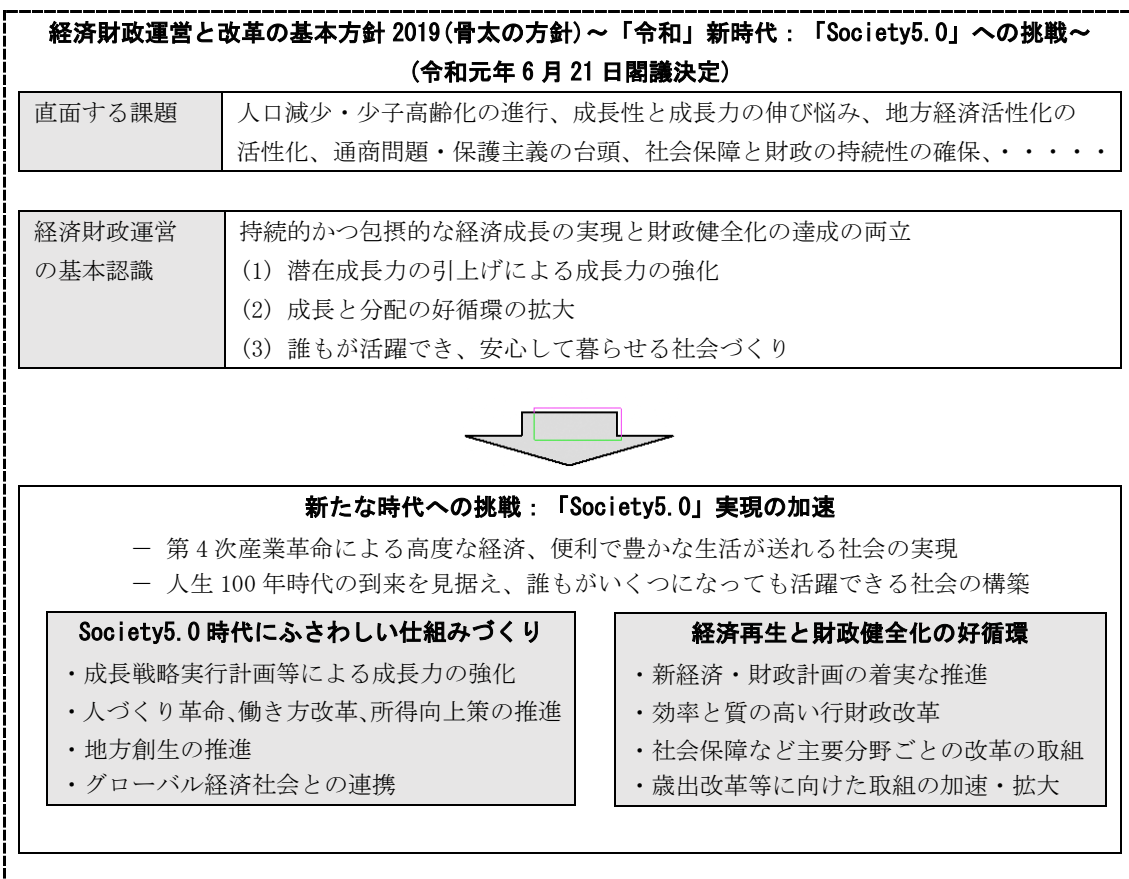 経済財政運営と改革の基本方針 2019(骨太の方針)～「令和」新時代：「Society5.0」への挑戦～
(令和元年 6 月 21 日閣議決定)
直面する課題
人口減少・少子高齢化の進行、成長性と成長力の伸び悩み、地方経済活性化の
活性化、通商問題・保護主義の台頭、社会保障と財政の持続性の確保、・・・・・
経済財政運営
の基本認識
持続的かつ包摂的な経済成長の実現と財政健全化の達成の両立
(1) 潜在成長力の引上げによる成長力の強化
(2) 成長と分配の好循環の拡大
(3) 誰もが活躍でき、安心して暮らせる社会づくり
新たな時代への挑戦：「Society5.0」実現の加速
－ 第 4 次産業革命による高度な経済、便利で豊かな生活が送れる社会の実現
－ 人生 100 年時代の到来を見据え、誰もがいくつになっても活躍できる社会の構築
Society5.0 時代にふさわしい仕組みづくり
・成長戦略実行計画等による成長力の強化
・人づくり革命、働き方改革、所得向上策の推進
・地方創生の推進
・グローバル経済社会との連携
経済再生と財政健全化の好循環
・新経済・財政計画の着実な推進
・効率と質の高い行財政改革
・社会保障など主要分野ごとの改革の取組
・歳出改革等に向けた取組の加速・拡大